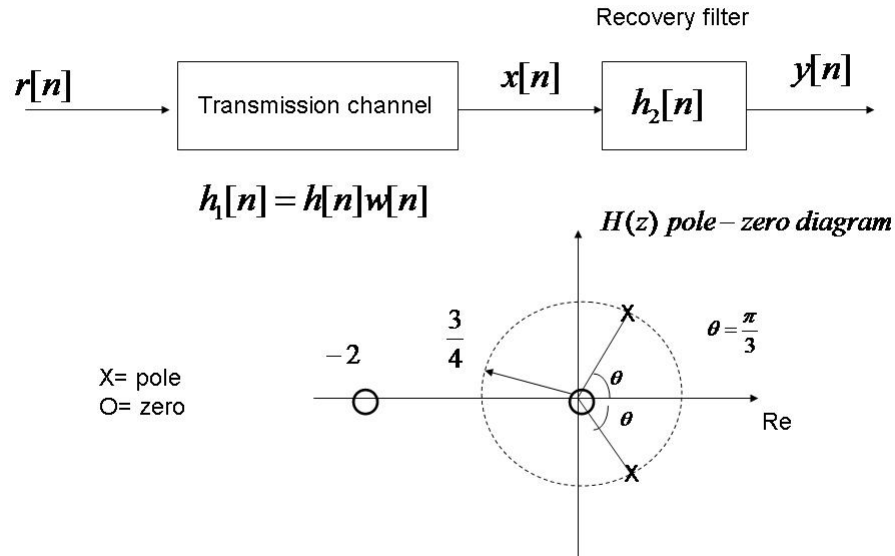 Recovery filter
r[n]
Transmission channel
x[n]
h₂[n]
y[n]
h₁[n] = h[n]w[n]
H(z) pole – zero diagram
X= pole
O= zero
−2
3/4
θ
θ
θ = π/3
X
X
Re